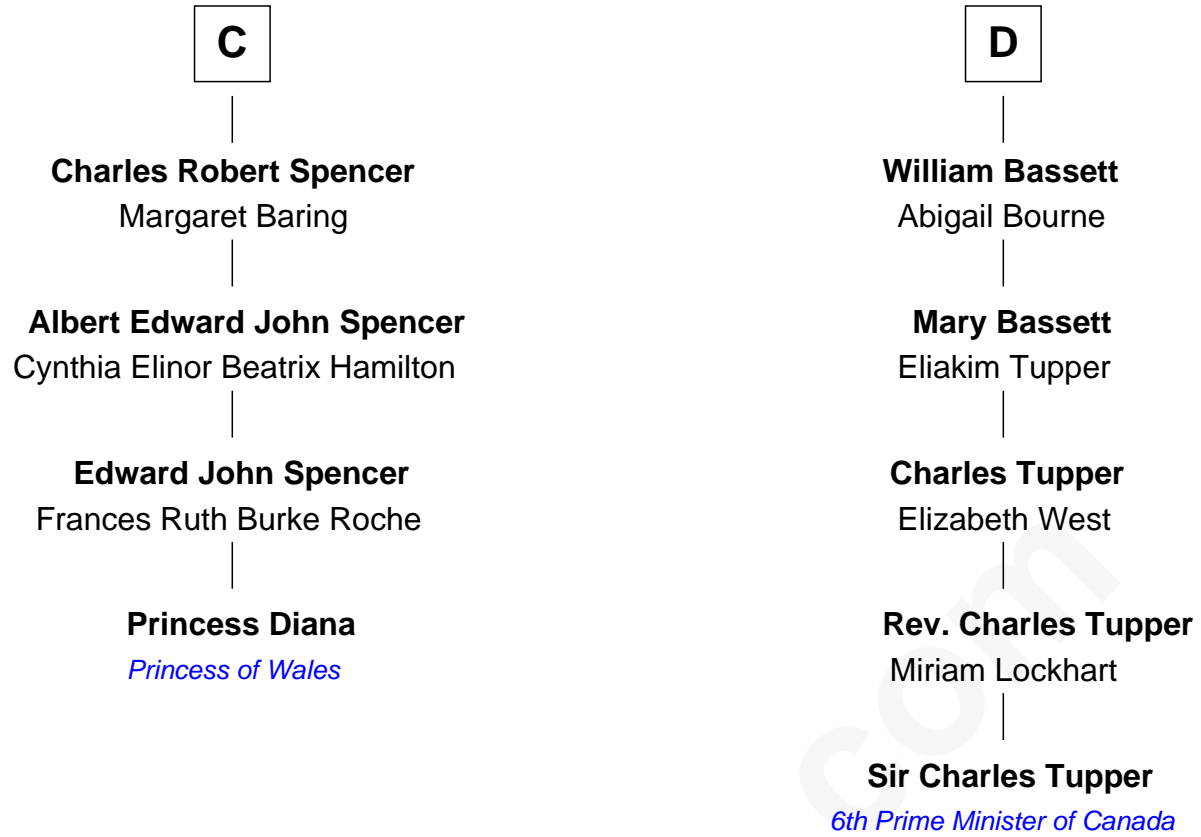 C
Charles Robert Spencer
Margaret Baring
Albert Edward John Spencer
Cynthia Elinor Beatrix Hamilton
Edward John Spencer
Frances Ruth Burke Roche
Princess Diana
Princess of Wales
D
William Bassett
Abigail Bourne
Mary Bassett
Eliakim Tupper
Charles Tupper
Elizabeth West
Rev. Charles Tupper
Miriam Lockhart
Sir Charles Tupper
6th Prime Minister of Canada
com